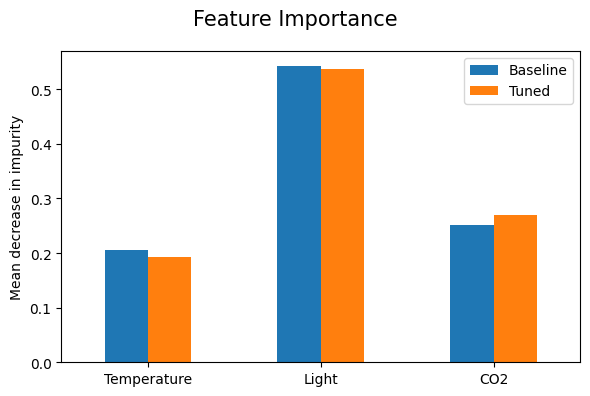 Feature Importance
Baseline
Tuned
Mean decrease in impurity
0.5
0.4
0.3
0.2
0.1
0.0
Temperature
Light
CO2